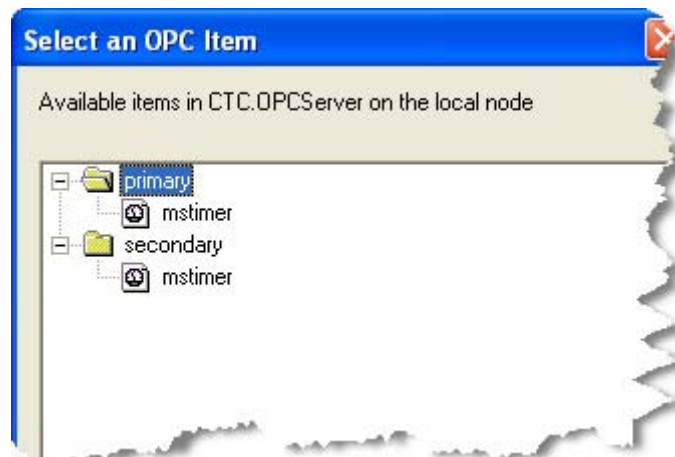 Select an OPC Item
Available items in CTC.OPCServer on the local node
primary
mstimer
secondary
mstimer